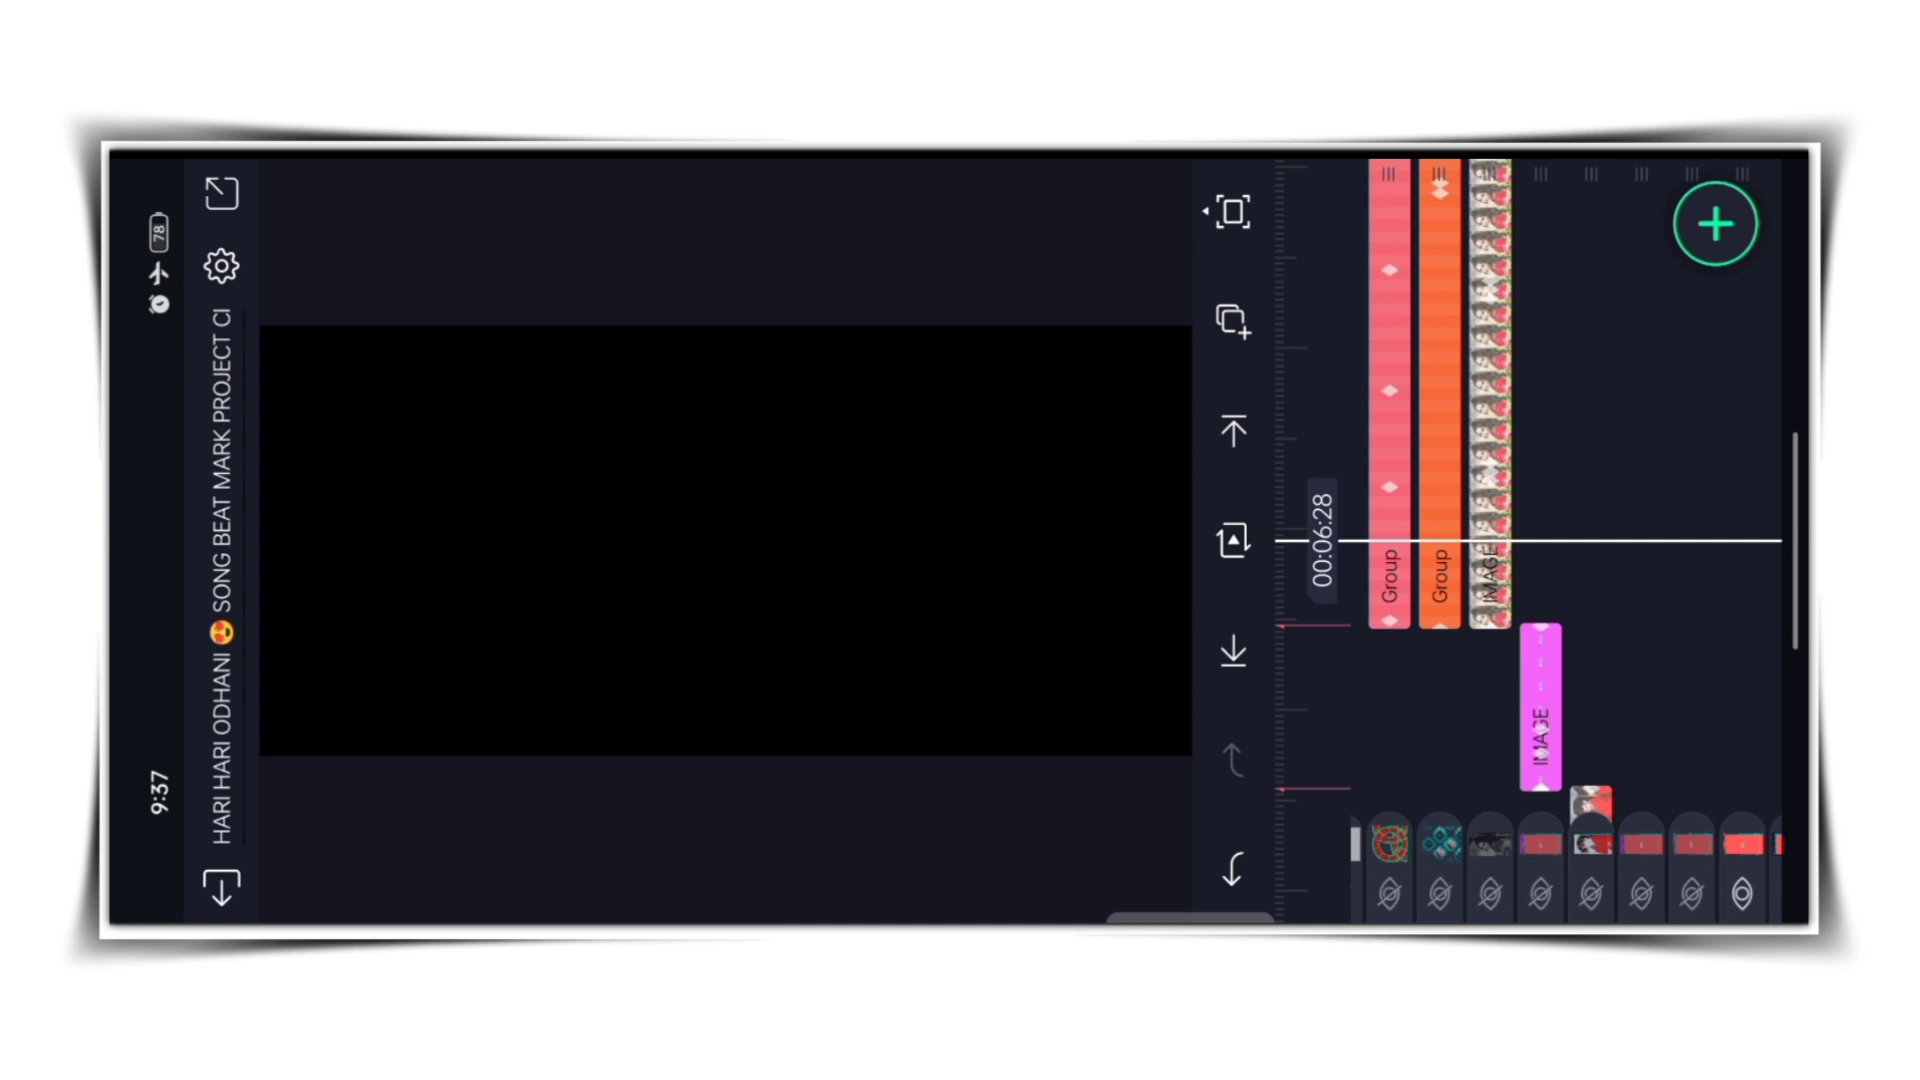 9:37
78
HARI HARI ODHANI 😍 SONG BEAT MARK PROJECT CI
00:06:28
Group
Group
IMAGE
IMAGE